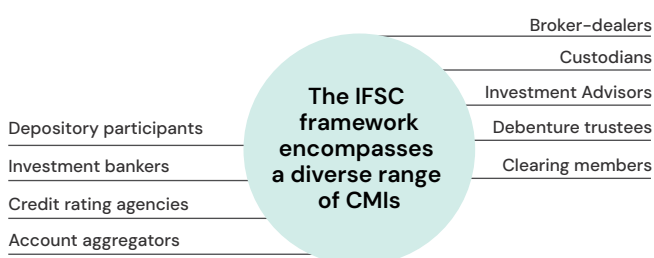 Broker-dealers
Custodians
Investment Advisors
Debenture trustees
Clearing members
The IFSC
framework
encompasses
a diverse range
of CMIs
Depository participants
Investment bankers
Credit rating agencies
Account aggregators